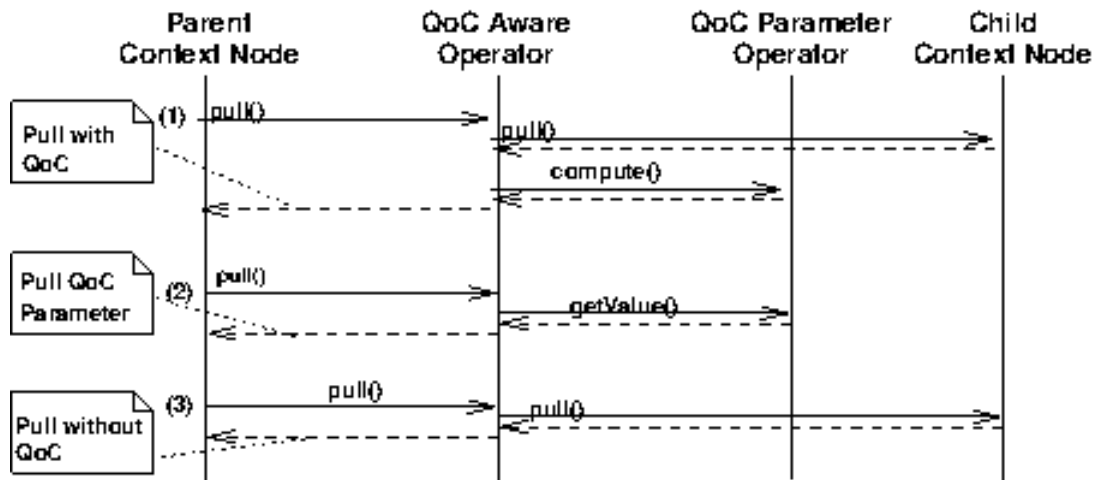 Parent
Context Node
QoC Aware
Operator
QoC Parameter
Operator
Child
Context Node
Pull with
QoC
(1)
pull()
pull()
compute()
Pull QoC
Parameter
(2)
pull()
getValue()
Pull without
QoC
(3)
pull()
pull()